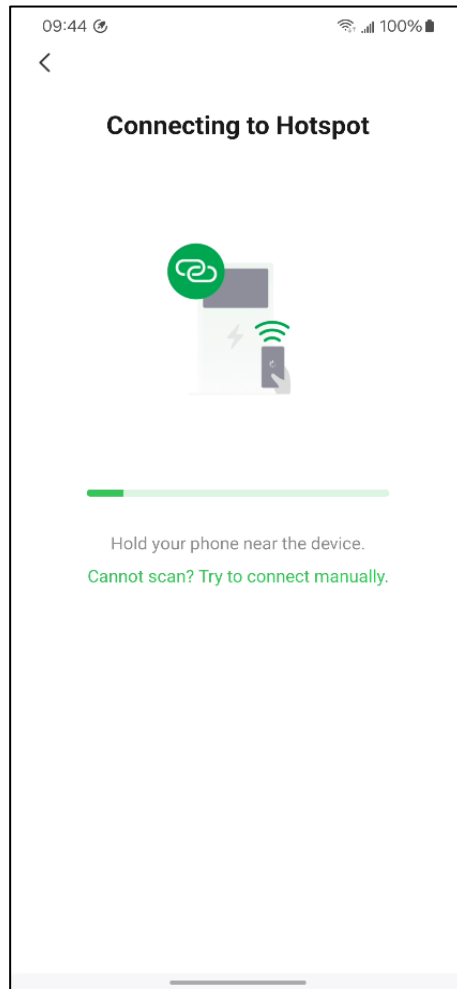 09:44
100%
Connecting to Hotspot
Hold your phone near the device.
Cannot scan? Try to connect manually.